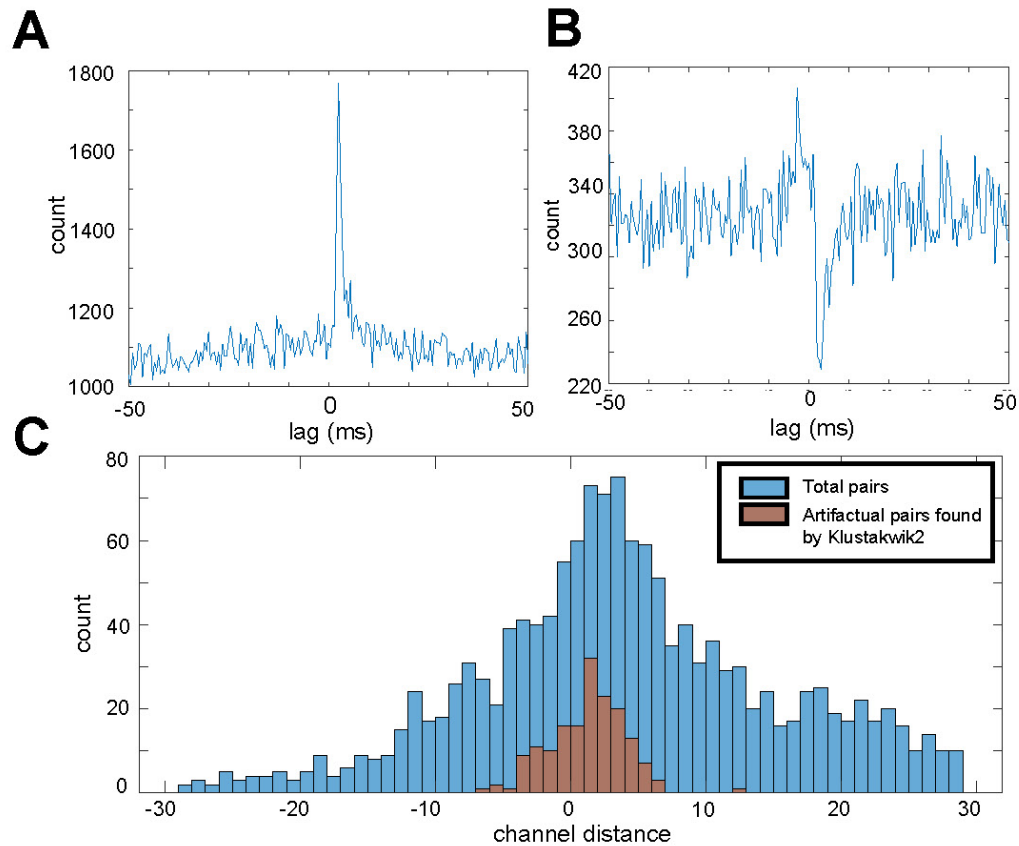 A
1800
1600
1400
1200
1000
count
-50
0
50
lag (ms)
B
420
380
340
300
260
220
count
-50
0
50
lag (ms)
C
80
60
40
20
0
count
Total pairs
Artifactual pairs found
by Klustakwik2
-30
-20
-10
0
10
20
30
channel distance